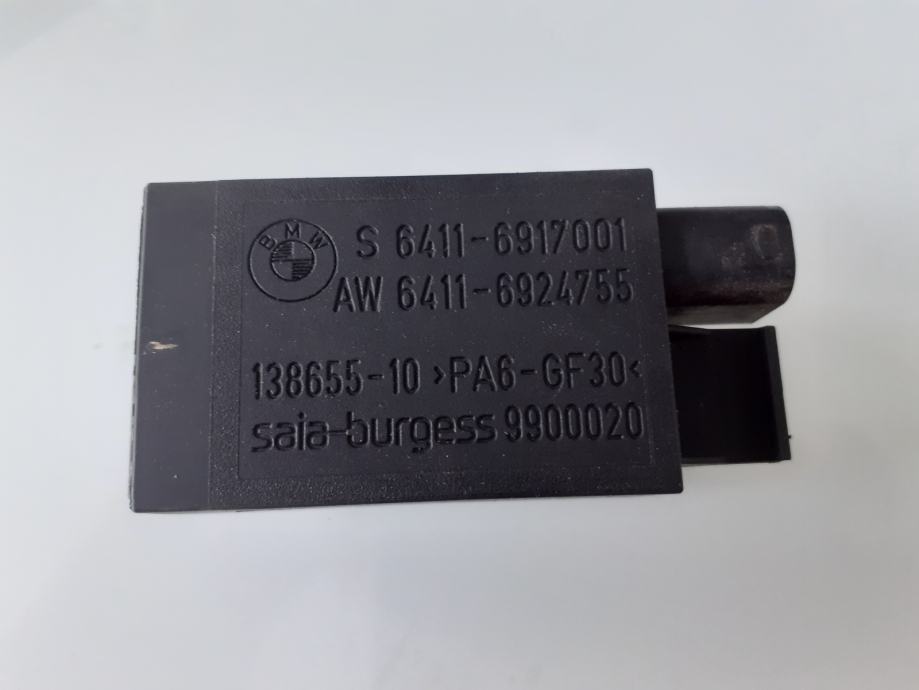 BMW
S 6411-6917001
AW 6411-6924755
138655-10 >PA6-GF30<
saia-burgess 9900020